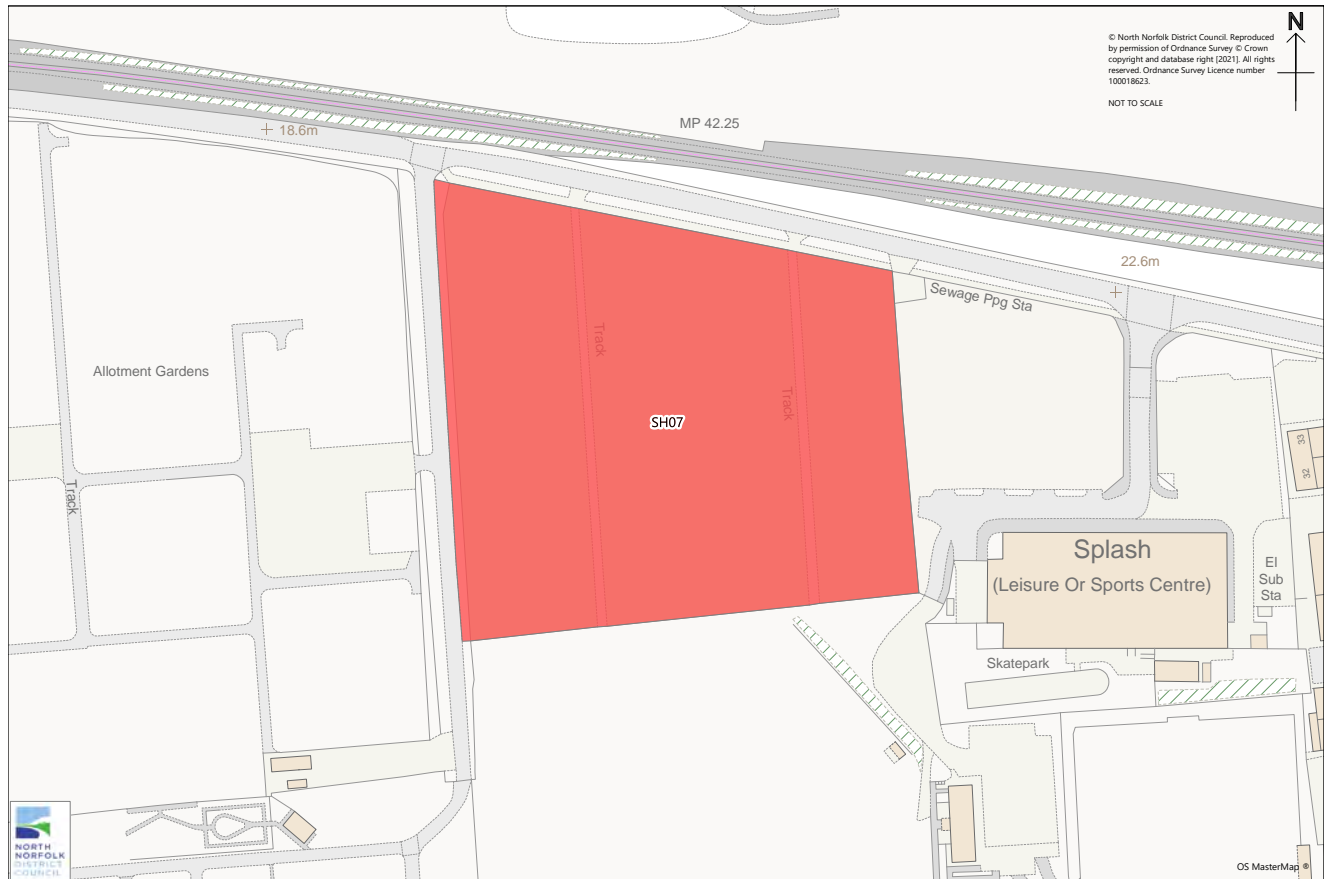 N
© North Norfolk District Council. Reproduced
by permission of Ordnance Survey © Crown
copyright and database right [2021]. All rights
reserved. Ordnance Survey Licence number
100018623.
NOT TO SCALE
MP 42.25
18.6m
22.6m
Sewage Ppg Sta
Track
Allotment Gardens
Track
SH07
33
32
Track
Splash
(Leisure Or Sports Centre)
El
Sub
Sta
Skatepark
NORTH
NORFOLK
DISTRICT
COUNCIL
OS MasterMap ®